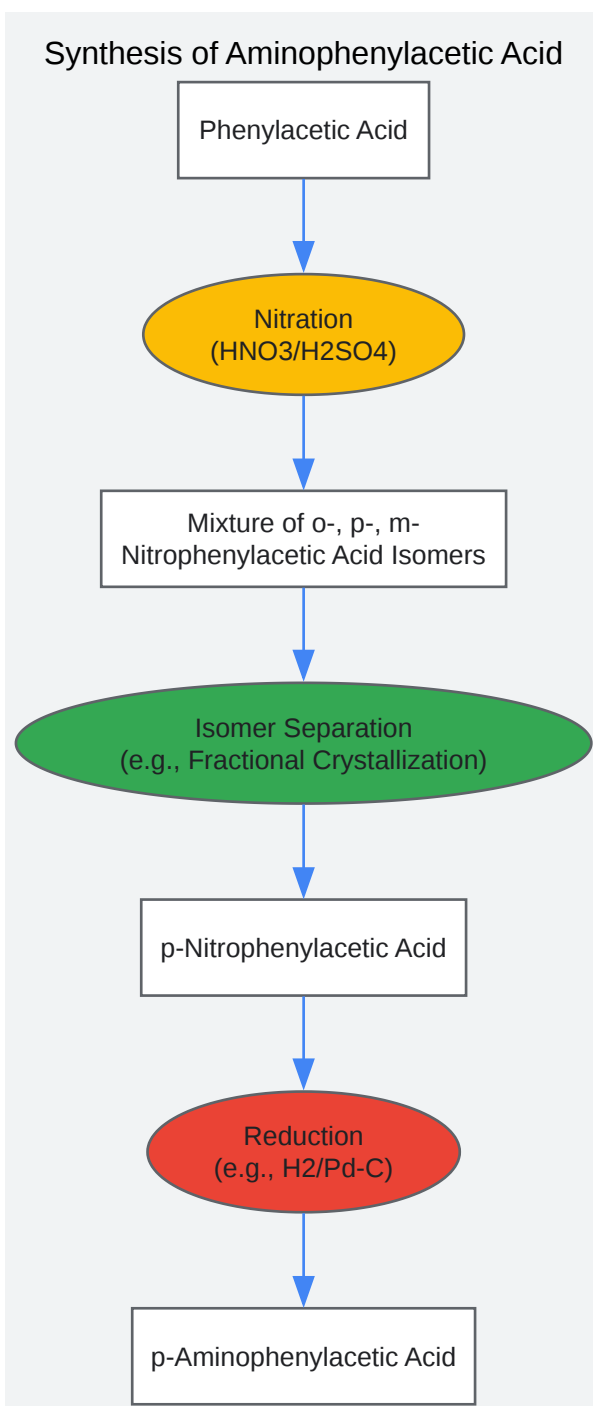 Synthesis of Aminophenylacetic Acid
Phenylacetic Acid
Nitration
(HNO3/H2SO4)
Mixture of o-, p-, m-
Nitrophenylacetic Acid Isomers
Isomer Separation
(e.g., Fractional Crystallization)
p-Nitrophenylacetic Acid
Reduction
(e.g., H2/Pd-C)
p-Aminophenylacetic Acid